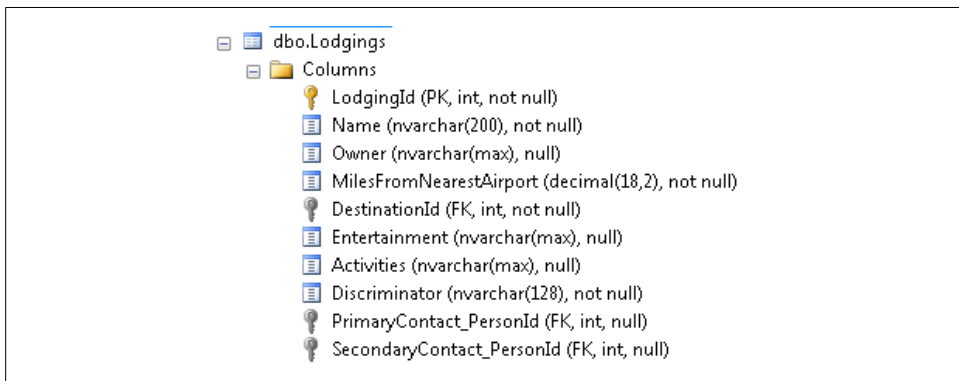 dbo.Lodgings
Columns
LodgingId (PK, int, not null)
Name (nvarchar(200), not null)
Owner (nvarchar(max), null)
MilesFromNearestAirport (decimal(18,2), not null)
DestinationId (FK, int, not null)
Entertainment (nvarchar(max), null)
Activities (nvarchar(max), null)
Discriminator (nvarchar(128), not null)
PrimaryContact_PersonId (FK, int, null)
SecondaryContact_PersonId (FK, int, null)